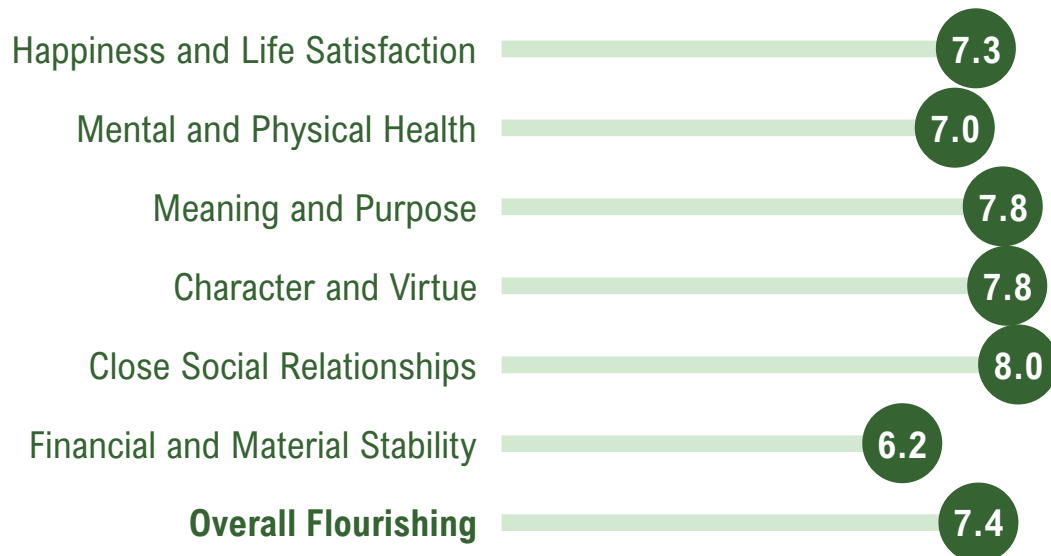 Happiness and Life Satisfaction 7.3
Mental and Physical Health 7.0
Meaning and Purpose 7.8
Character and Virtue 7.8
Close Social Relationships 8.0
Financial and Material Stability 6.2
Overall Flourishing 7.4